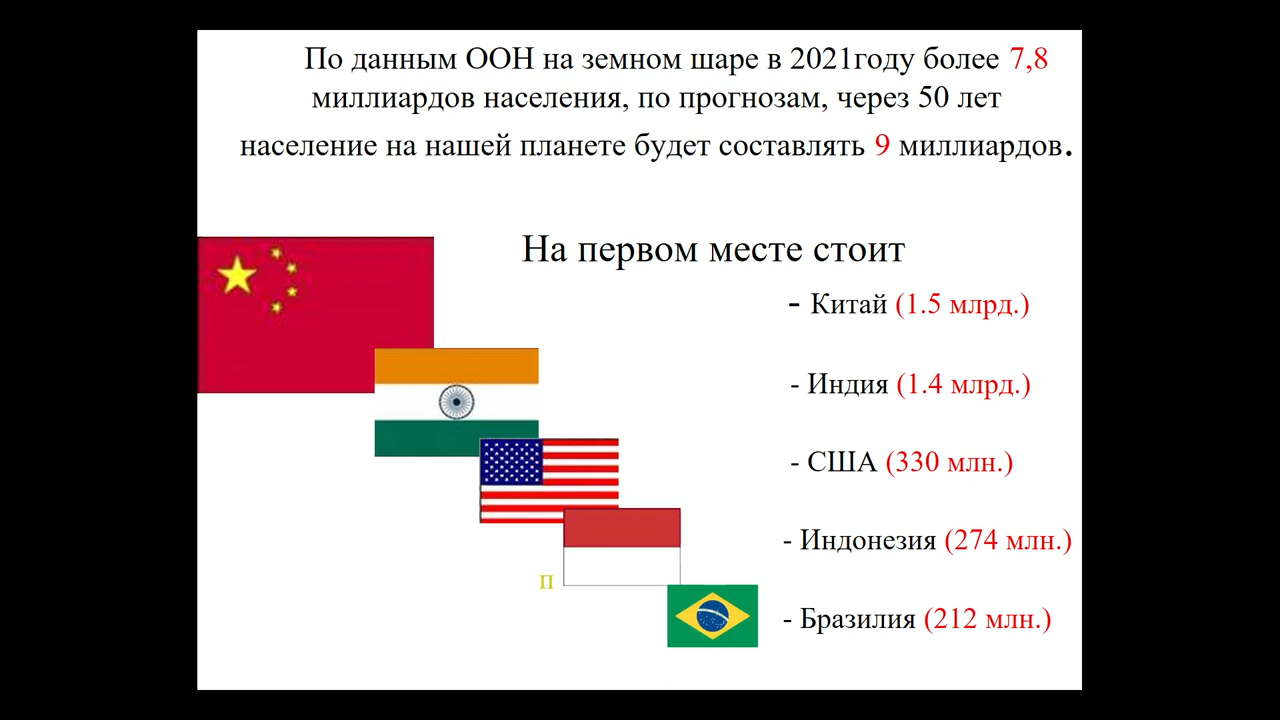 По данным ООН на земном шаре в 2021году более 7,8
миллиардов населения, по прогнозам, через 50 лет
население на нашей планете будет составлять 9 миллиардов.
На первом месте стоит
- Китай (1.5 млрд.)
- Индия (1.4 млрд.)
- США (330 млн.)
- Индонезия (274 млн.)
п
- Бразилия (212 млн.)